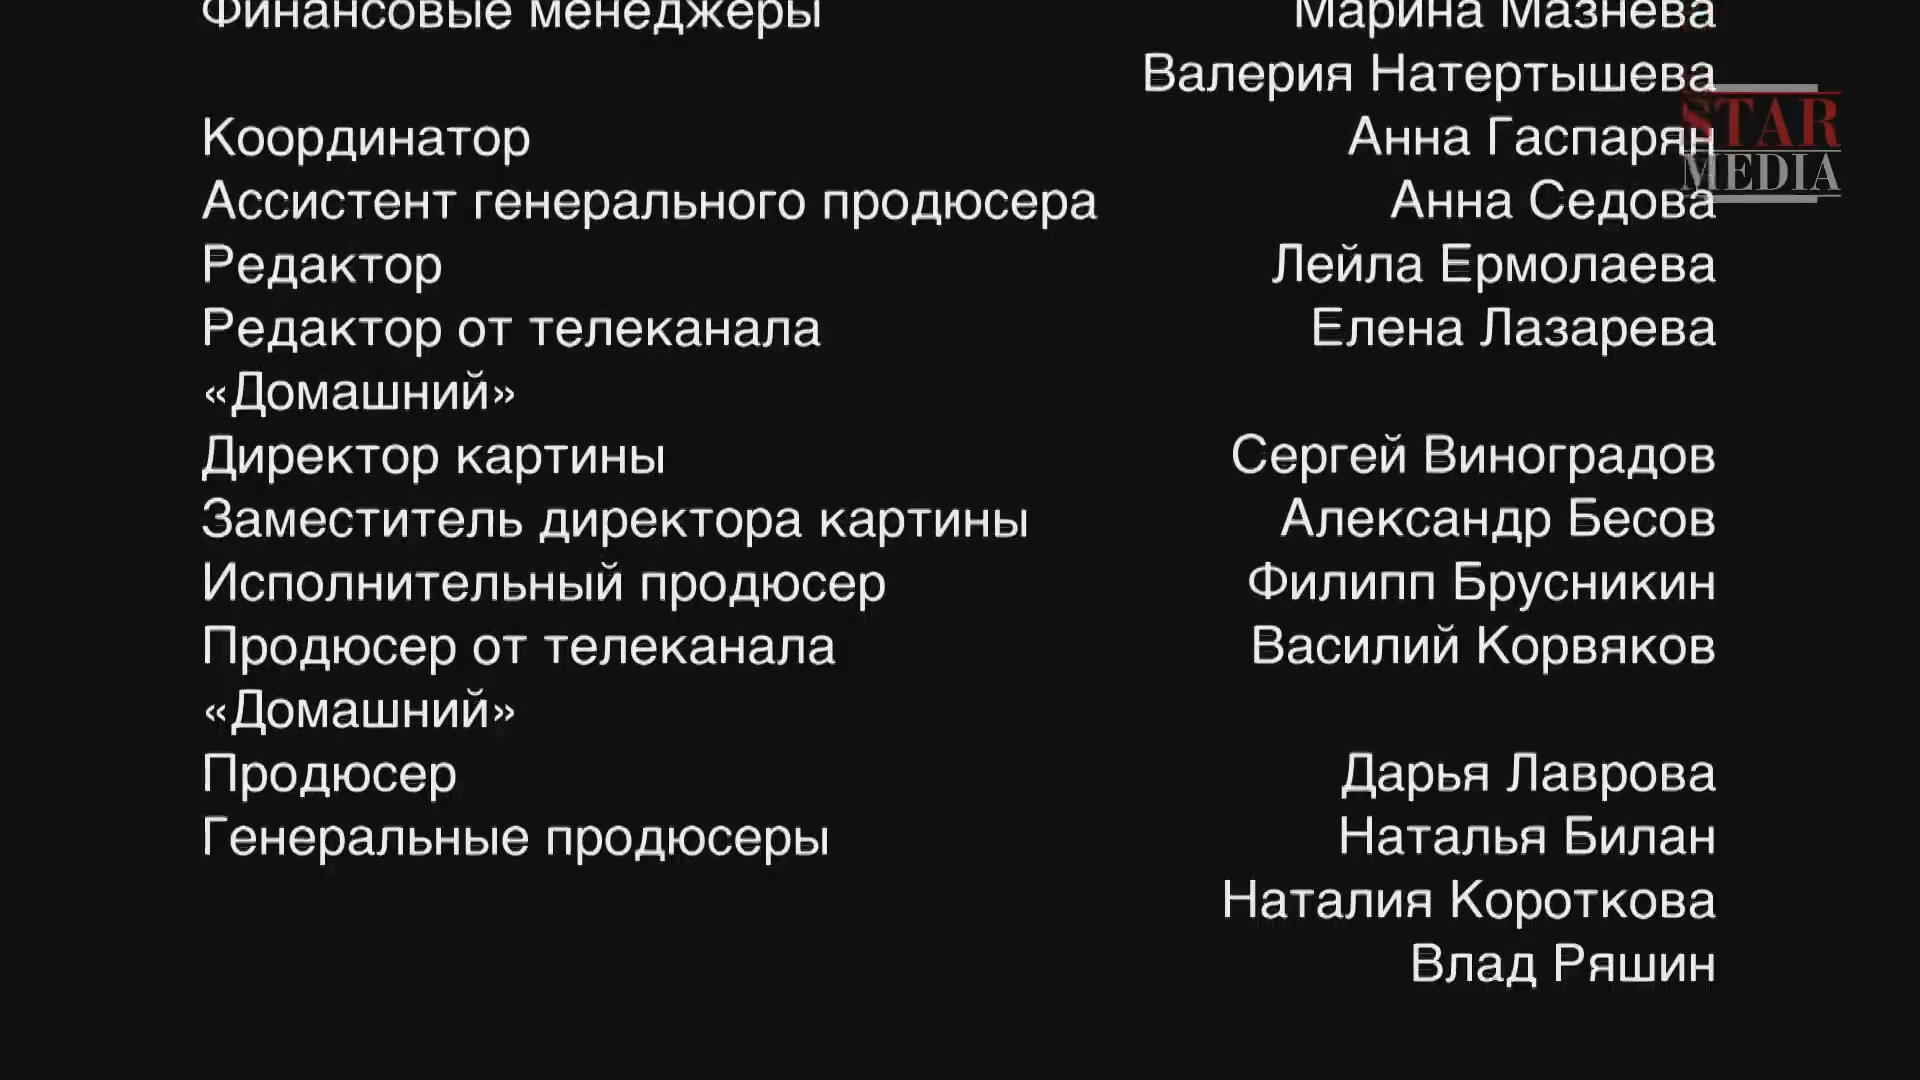 Финансовые менеджеры Марина Мазнева
Валерия Натертышева
Координатор Анна Гаспарян
Ассистент генерального продюсера Анна Седова
Редактор Лейла Ермолаева
Редактор от телеканала Елена Лазарева
«Домашний»
Директор картины Сергей Виноградов
Заместитель директора картины Александр Бесов
Исполнительный продюсер Филипп Брусникин
Продюсер от телеканала Василий Корвяков
«Домашний»
Продюсер Дарья Лаврова
Генеральные продюсеры Наталья Билан
Наталия Короткова
Влад Ряшин
STAR
MEDIA